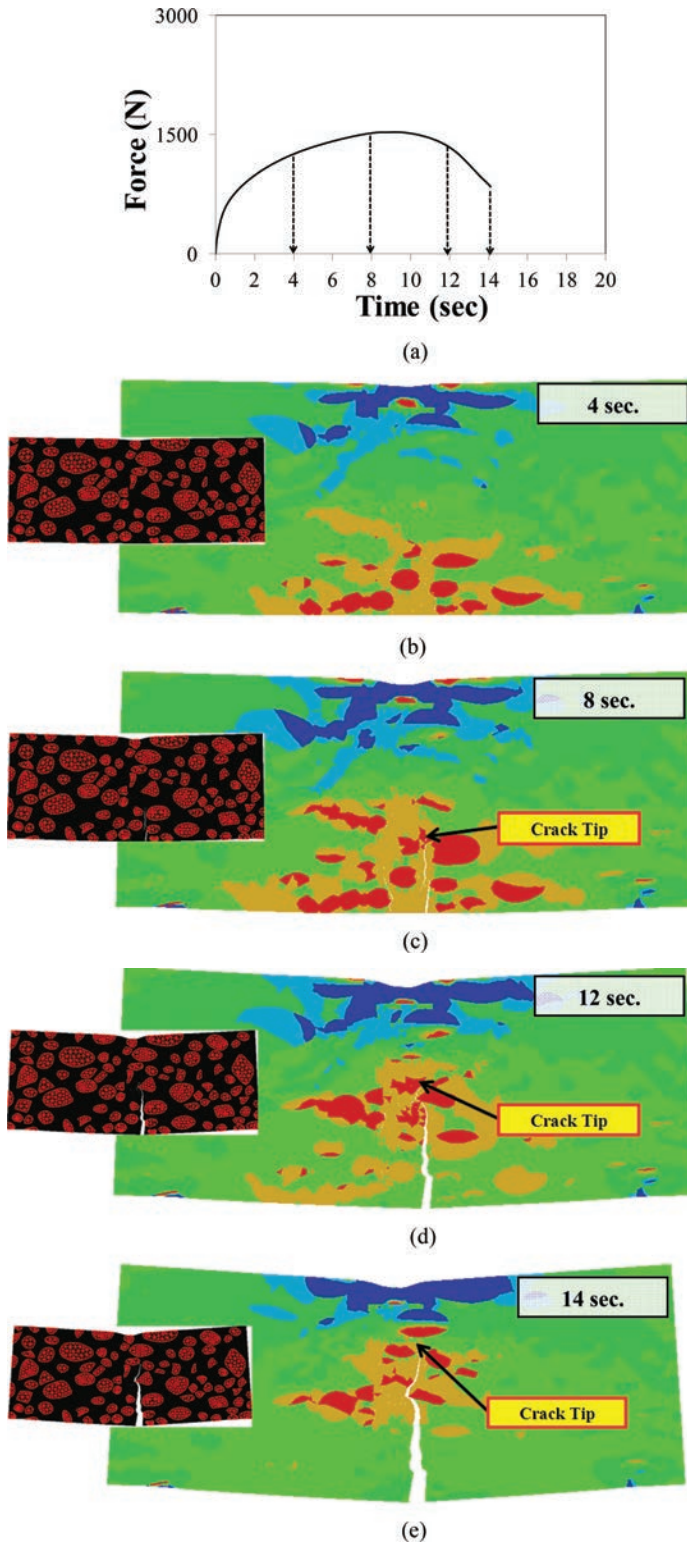 3000
1500
0
Force (N)
0 2 4 6 8 10 12 14 16 18 20
Time (sec)
(a)
4 sec.
(b)
8 sec.
Crack Tip
(c)
12 sec.
Crack Tip
(d)
14 sec.
Crack Tip
(e)